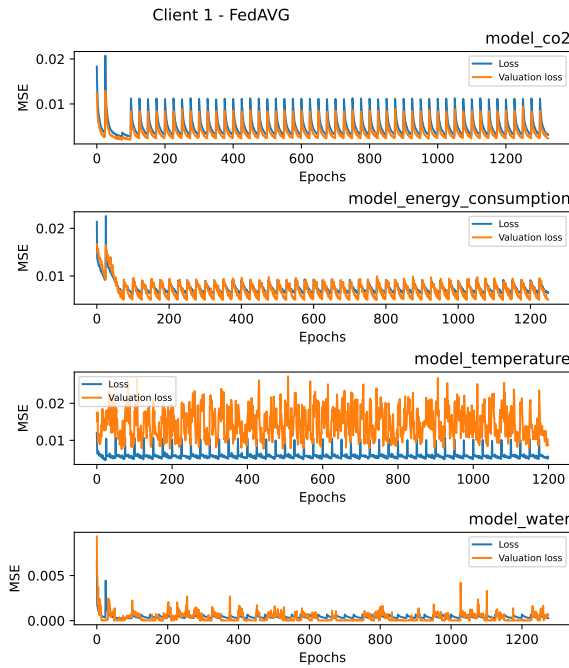 Client 1 - FedAVG
model_co2
MSE
0.02
0.01
Loss
Valuation loss
0 200 400 600 800 1000 1200
Epochs
model_energy_consumption
MSE
0.02
0.01
Loss
Valuation loss
0 200 400 600 800 1000 1200
Epochs
model_temperature
MSE
0.02
0.01
Loss
Valuation loss
0 200 400 600 800 1000 1200
Epochs
model_water
MSE
0.005
0.000
Loss
Valuation loss
0 200 400 600 800 1000 1200
Epochs